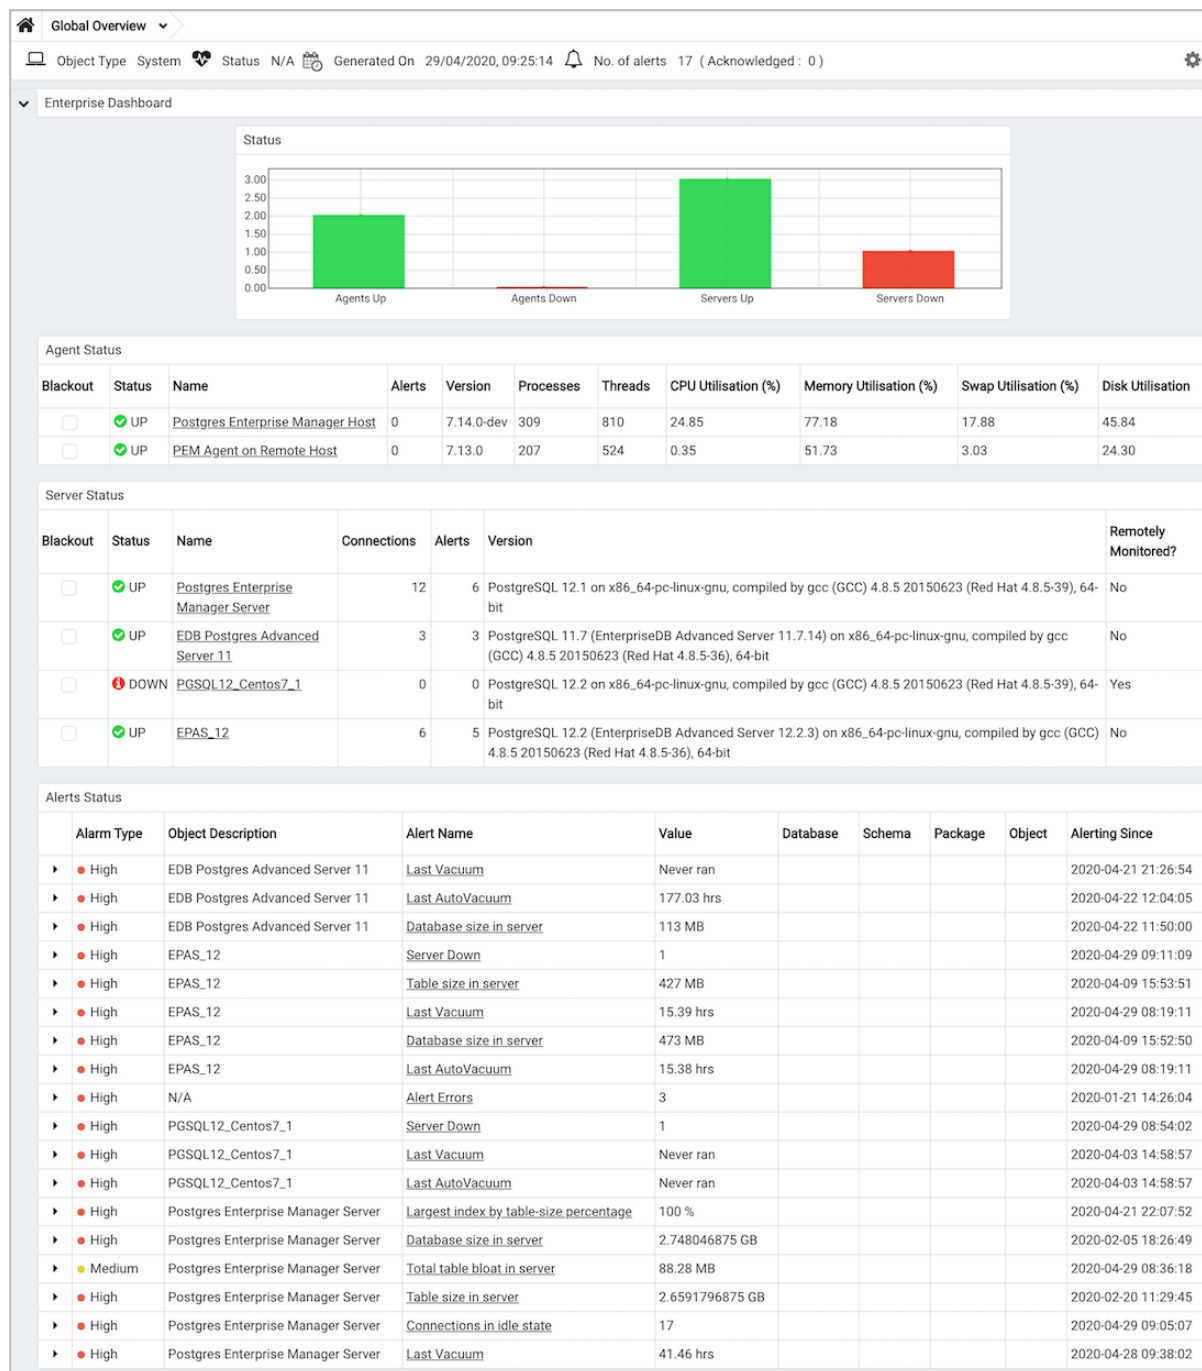 Global Overview
Object Type System Status N/A Generated On 29/04/2020, 09:25:14 No. of alerts 17 ( Acknowledged : 0 )
Enterprise Dashboard
Status
3.00
2.50
2.00
1.50
1.00
0.50
0.00
Agents Up Agents Down Servers Up Servers Down
Agent Status
Blackout Status Name Alerts Version Processes Threads CPU Utilisation (%) Memory Utilisation (%) Swap Utilisation (%) Disk Utilisation
UP Postgres Enterprise Manager Host 0 7.14.0-dev 309 810 24.85 77.18 17.88 45.84
UP PEM Agent on Remote Host 0 7.13.0 207 524 0.35 51.73 3.03 24.30
Server Status
Blackout Status Name Connections Alerts Version Remotely Monitored?
UP Postgres Enterprise 12 6 PostgreSQL 12.1 on x86_64-pc-linux-gnu, compiled by gcc (GCC) 4.8.5 20150623 (Red Hat 4.8.5-39), 64- No
Manager Server bit
UP EDB Postgres Advanced 3 3 PostgreSQL 11.7 (EnterpriseDB Advanced Server 11.7.14) on x86_64-pc-linux-gnu, compiled by gcc No
Server 11 (GCC) 4.8.5 20150623 (Red Hat 4.8.5-36), 64-bit
DOWN PGSQL12_Centos7_1 0 0 PostgreSQL 12.2 on x86_64-pc-linux-gnu, compiled by gcc (GCC) 4.8.5 20150623 (Red Hat 4.8.5-39), 64- Yes
bit
UP EPAS_12 6 5 PostgreSQL 12.2 (EnterpriseDB Advanced Server 12.2.3) on x86_64-pc-linux-gnu, compiled by gcc (GCC) No
4.8.5 20150623 (Red Hat 4.8.5-36), 64-bit
Alerts Status
Alarm Type Object Description Alert Name Value Database Schema Package Object Alerting Since
High EDB Postgres Advanced Server 11 Last Vacuum Never ran 2020-04-21 21:26:54
High EDB Postgres Advanced Server 11 Last AutoVacuum 177.03 hrs 2020-04-22 12:04:05
High EDB Postgres Advanced Server 11 Database size in server 113 MB 2020-04-22 11:50:00
High EPAS_12 Server Down 1 2020-04-29 09:11:09
High EPAS_12 Table size in server 427 MB 2020-04-09 15:53:51
High EPAS_12 Last Vacuum 15.39 hrs 2020-04-29 08:19:11
High EPAS_12 Database size in server 473 MB 2020-04-09 15:52:50
High EPAS_12 Last AutoVacuum 15.38 hrs 2020-04-29 08:19:11
High N/A Alert Errors 3 2020-01-21 14:26:04
High PGSQL12_Centos7_1 Server Down 1 2020-04-29 08:54:02
High PGSQL12_Centos7_1 Last Vacuum Never ran 2020-04-03 14:58:57
High PGSQL12_Centos7_1 Last AutoVacuum Never ran 2020-04-03 14:58:57
High Postgres Enterprise Manager Server Largest index by table-size percentage 100 % 2020-04-21 22:07:52
High Postgres Enterprise Manager Server Database size in server 2.748046875 GB 2020-02-05 18:26:49
Medium Postgres Enterprise Manager Server Total table bloat in server 88.28 MB 2020-04-29 08:36:18
High Postgres Enterprise Manager Server Table size in server 2.6591796875 GB 2020-02-20 11:29:45
High Postgres Enterprise Manager Server Connections in idle state 17 2020-04-29 09:05:07
High Postgres Enterprise Manager Server Last Vacuum 41.46 hrs 2020-04-28 09:38:02